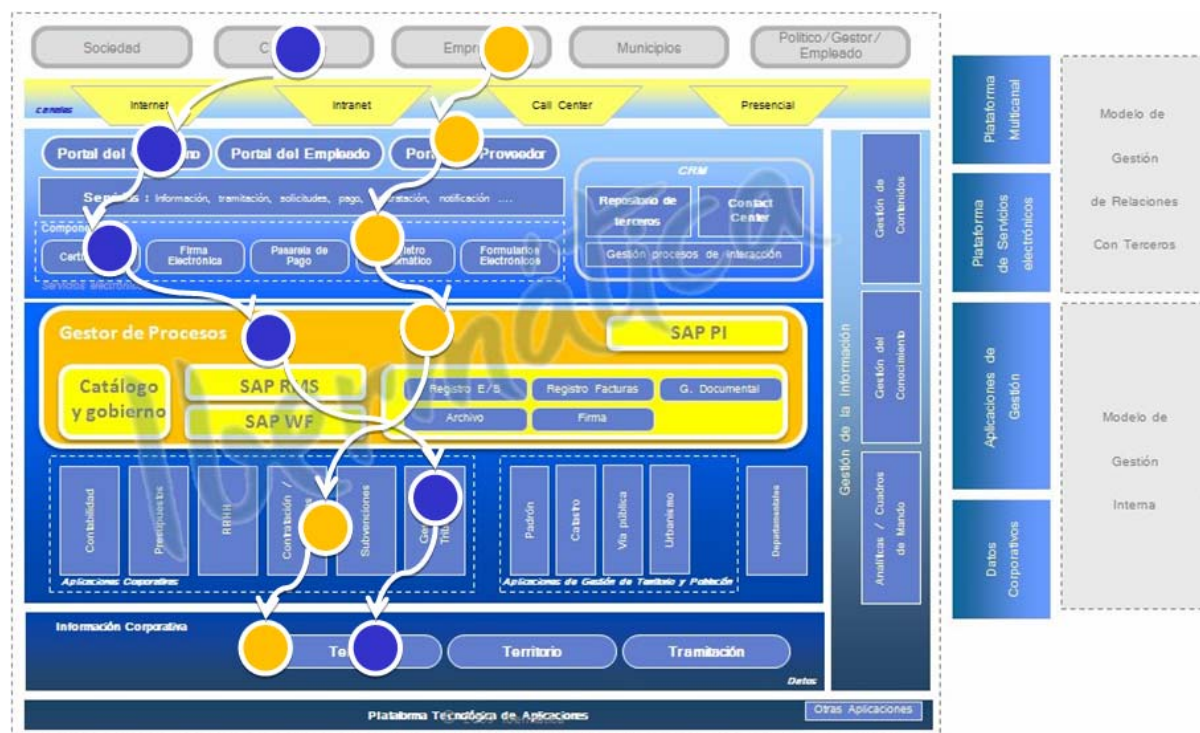 Sociedad
Municipios
Político/Gestor/
Empleado
canales
Internet
Intranet
Call Center
Presencial
Portal del
Portal del Empleado
Proveedor
Servicios : Información, tramitación, solicitudes, pago, notificación ....
Firma
Electrónica
Pasarela de
Pago
Formularios
Electrónicos
CRM
Repositorio de
terceros
Contact
Center
Gestión procesos de interacción
Gestor de Procesos
SAP PI
Catálogo
y gobierno
SAP RMS
SAP WF
Registro E/S
Registro Facturas
G. Documental
Archivo
Firma
Contabilidad
Presupuestos
RRHH
Contratación /
Subvenciones
Aplicaciones Corporativas
Padrón
Catastro
Vía pública
Urbanismo
Aplicaciones de Gestión de Territorio y Población
Departamentales
Información Corporativa
Territorio
Tramitación
Datos
Gestión de la Información
Gestión de
Contenidos
Gestión del
Conocimiento
Analíticas / Cuadros
de Mando
Plataforma Tecnológica de Aplicaciones
Otras Aplicaciones
Plataforma
Multicanal
Plataforma
de Servicios
electrónicos
Aplicaciones de
Gestión
Datos
Corporativos
Modelo de
Gestión
de Relaciones
Con Terceros
Modelo de
Gestión
Interna
Ibermática